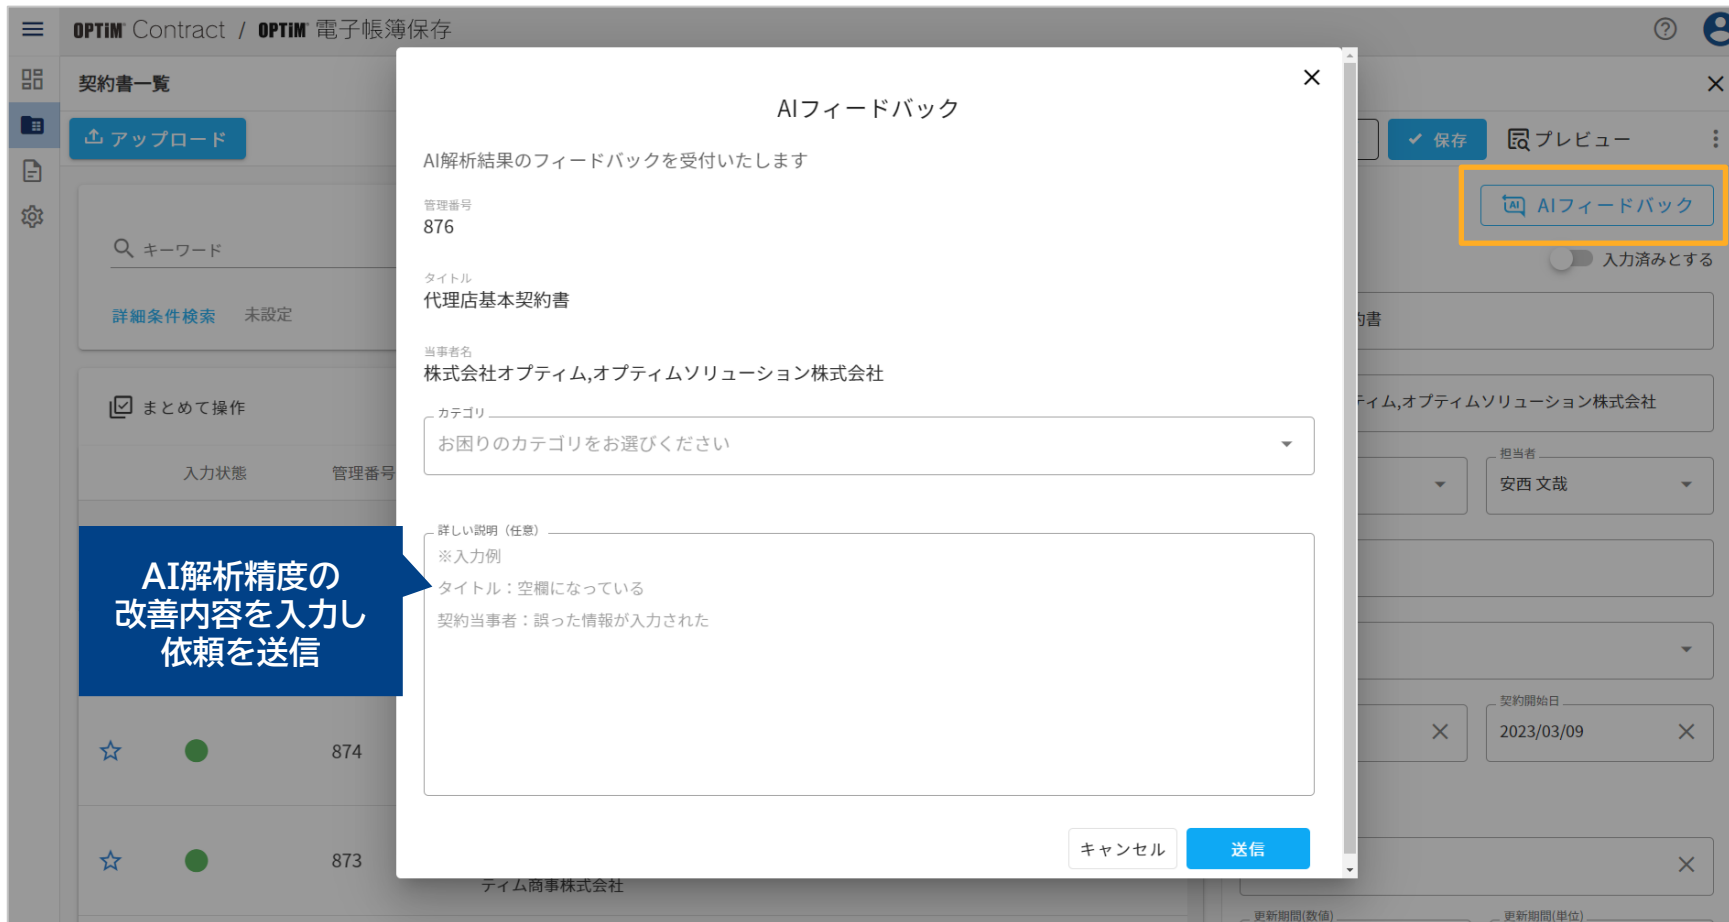 OPTiM Contract / OPTiM 電子帳簿保存
契約書一覧
アップロード
キーワード
詳細条件検索 未設定
まとめて操作
入力状態 管理番号
AI解析精度の
改善内容を入力し
依頼を送信
874
873
ティム商事株式会社
AIフィードバック
AI解析結果のフィードバックを受付いたします
管理番号
876
タイトル
代理店基本契約書
当事者名
株式会社オプティム,オプティムソリューション株式会社
カテゴリ
お困りのカテゴリをお選びください
詳しい説明（任意）
※入力例
タイトル：空欄になっている
契約当事者：誤った情報が入力された
キャンセル 送信
保存 プレビュー
AI AIフィードバック
入力済みとする
約書
ティム,オプティムソリューション株式会社
担当者
安西 文哉
契約開始日
2023/03/09
更新期間(数値) 更新期間(単位)